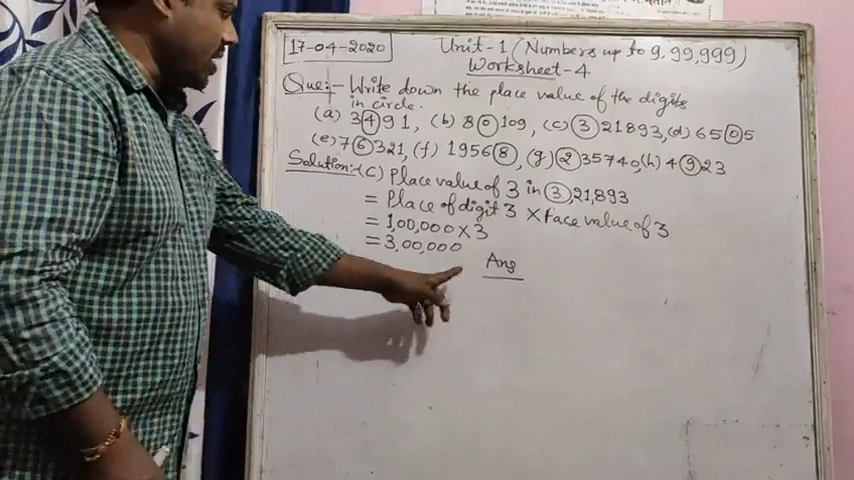 17-04-2020
Unit-1 (Numbers up to 9,99,999)
Worksheet-4
Que:- Write down the place value of the digits
in circle.
(a) 3491, (b) 80109, (c) 321893, (d) 6505
(e) 76321, (f) 19568, (g) 235740, (h) 4923
Solution:- (C) Place value of 3 in 3,21,893
= Place of digit 3 × Face value of 3
= 1,00,000 × 3
= 3,00,000 Ans